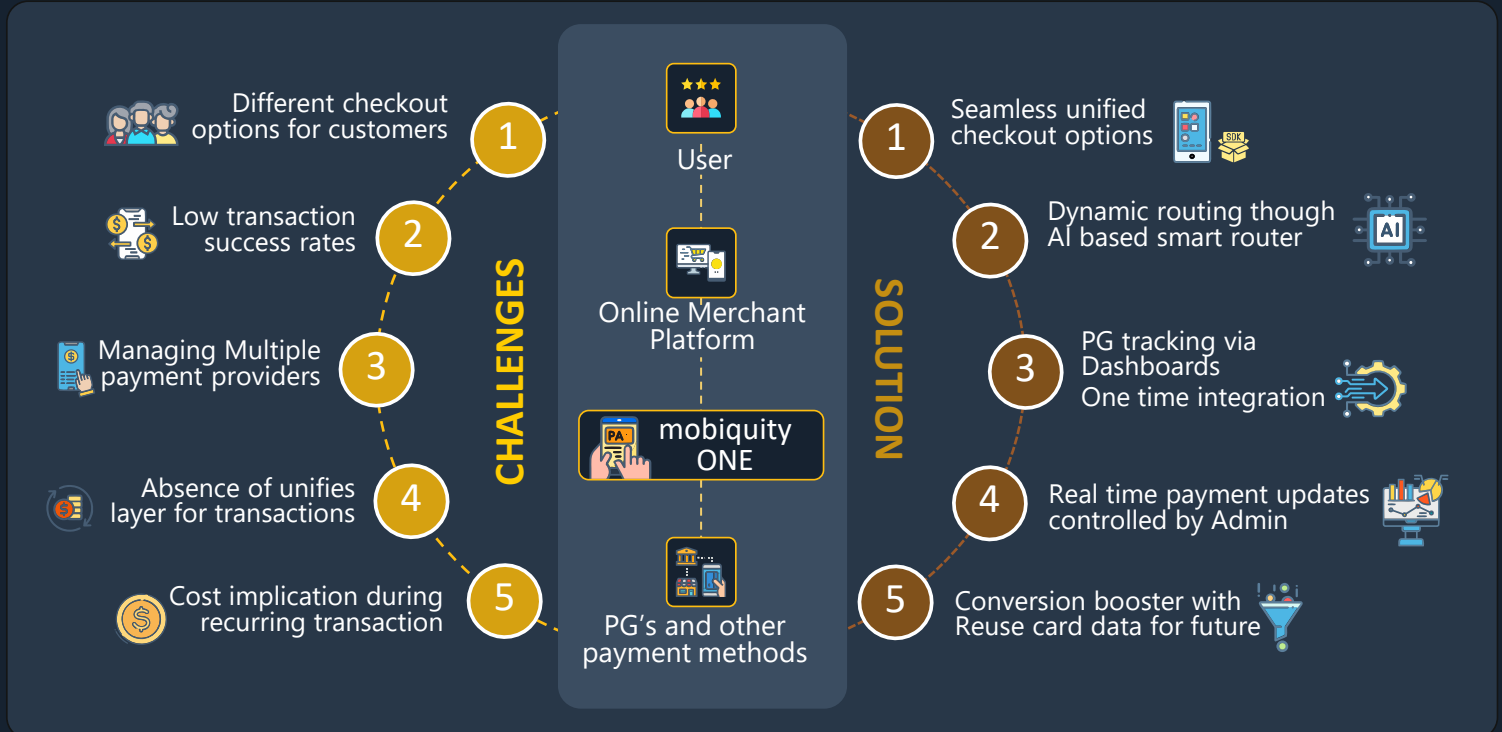 Different checkout
options for customers
1
Low transaction
success rates
2
Managing Multiple
payment providers
3
Absence of unifies
layer for transactions
4
Cost implication during
recurring transaction
5
CHALLENGES
User
Online Merchant
Platform
PA
mobiquity
ONE
PG's and other
payment methods
SOLUTION
1
Seamless unified
checkout options
SDK
2
Dynamic routing though
AI based smart router
AI
3
PG tracking via
Dashboards
One time integration
4
Real time payment updates
controlled by Admin
5
Conversion booster with
Reuse card data for future